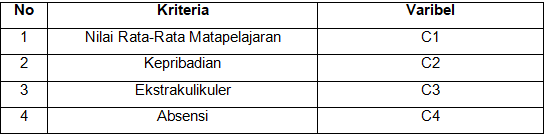 No Kriteria Varibel
1 Nilai Rata-Rata Matapelajaran C1
2 Kepribadian C2
3 Ekstrakulikuler C3
4 Absensi C4